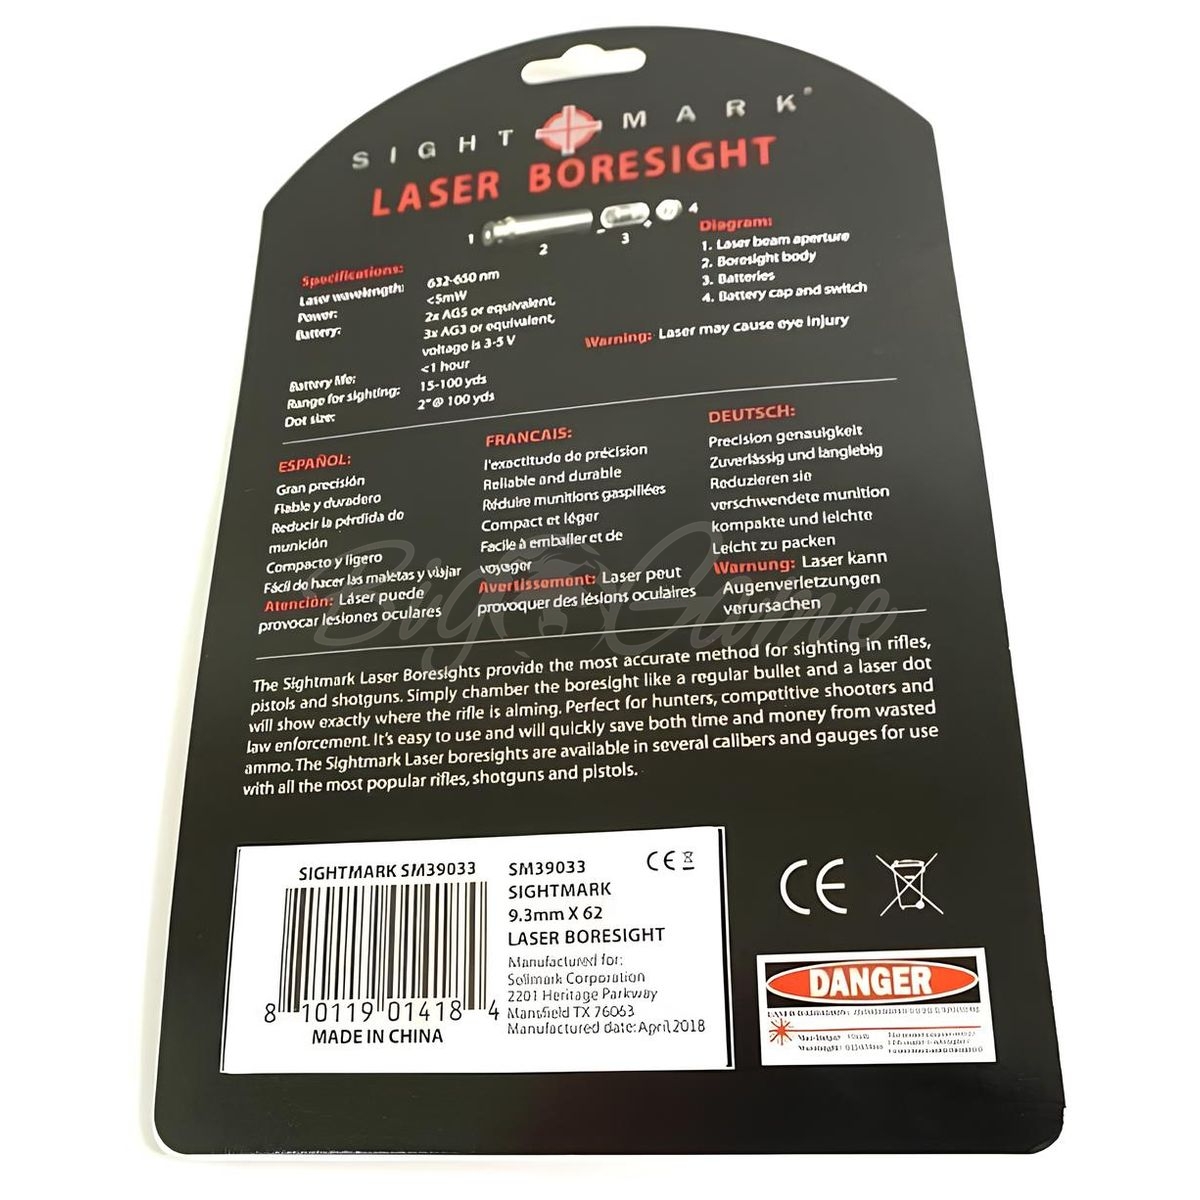 SIGHT MARK
LASER BORESIGHT
1
2
3
4
Diagram:
1. Laser beam aperture
2. Boresight body
3. Batteries
4. Battery cap and switch
Warning: Laser may cause eye injury
Specifications:
Laser wavelength: 632-650 nm
Power: <5mW
Battery: 2x AG5 or equivalent,
3x AG3 or equivalent,
voltage is 3-5 V
Battery life: <1 hour
Range for sighting: 15-100 yds
Dot size: 2"@ 100 yds
ESPAÑOL:
Gran precisión
Fiable y duradero
Reducir la pérdida de
munición
Compacto y ligero
Fácil de hacer las maletas y viajar
Atención: Láser puede
provocar lesiones oculares
FRANCAIS:
l'exactitude de précision
Reliable and durable
Réduire munitions gaspillées
Compact et léger
Facile à emballer et de
voyager
Avertissement: Laser peut
provoquer des lésions oculaires
DEUTSCH:
Precision genauigkeit
Zuverlässig und langlebig
Reduzieren sie
verschwendete munition
kompakte und leichte
Leicht zu packen
Warnung: Laser kann
Augenverletzungen
verursachen
Big Game
The Sightmark Laser Boresights provide the most accurate method for sighting in rifles,
pistols and shotguns. Simply chamber the boresight like a regular bullet and a laser dot
will show exactly where the rifle is aiming. Perfect for hunters, competitive shooters and
law enforcement. It's easy to use and will quickly save both time and money from wasted
ammo. The Sightmark Laser boresights are available in several calibers and gauges for use
with all the most popular rifles, shotguns and pistols.
SIGHTMARK SM39033
8 10119 01418 4
MADE IN CHINA
SM39033
SIGHTMARK
9.3mm X 62
LASER BORESIGHT
Manufactured for:
Sellmark Corporation
2201 Heritage Parkway
Mansfield TX 76063
Manufactured date: April,2018
CE
CE
DANGER